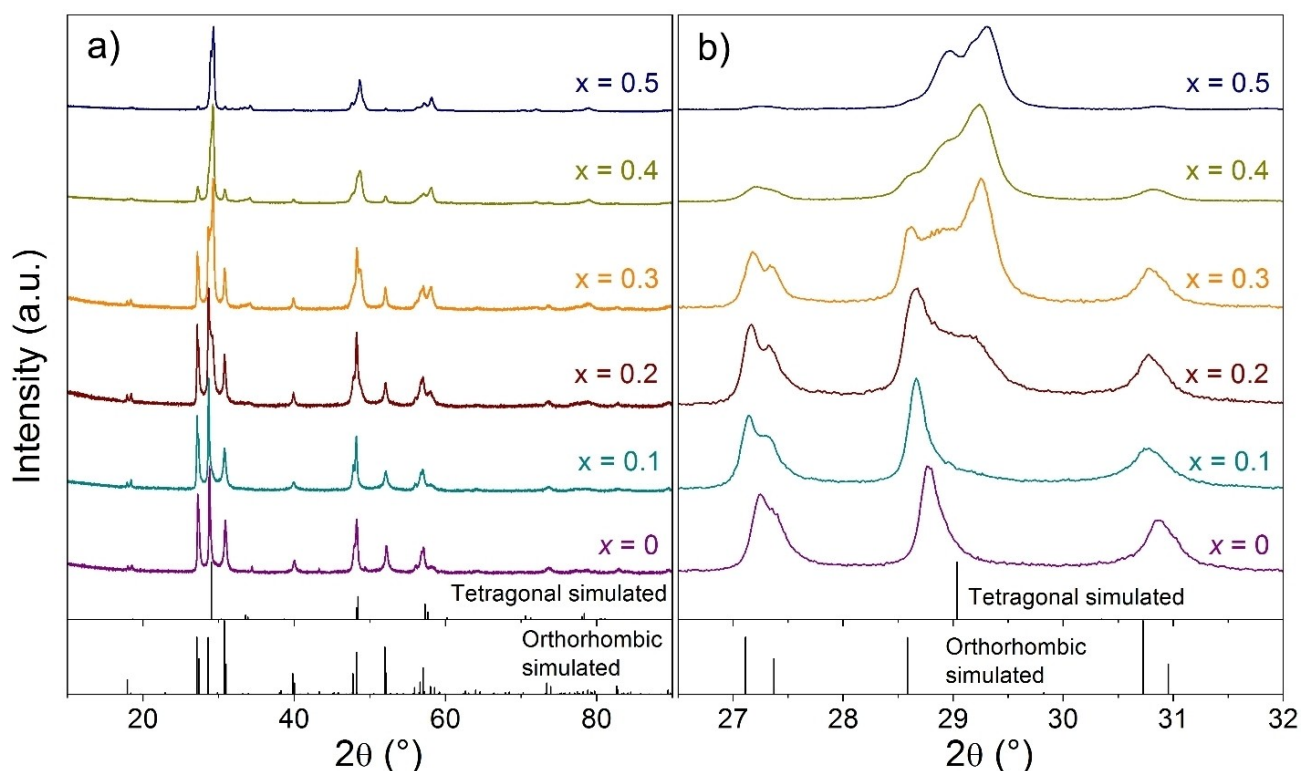 a)
x = 0.5
x = 0.4
x = 0.3
x = 0.2
x = 0.1
x = 0
Tetragonal simulated
Orthorhombic
simulated
20
40
60
80
2θ (°)
Intensity (a.u.)
b)
x = 0.5
x = 0.4
x = 0.3
x = 0.2
x = 0.1
x = 0
Tetragonal simulated
Orthorhombic
simulated
27
28
29
30
31
32
2θ (°)